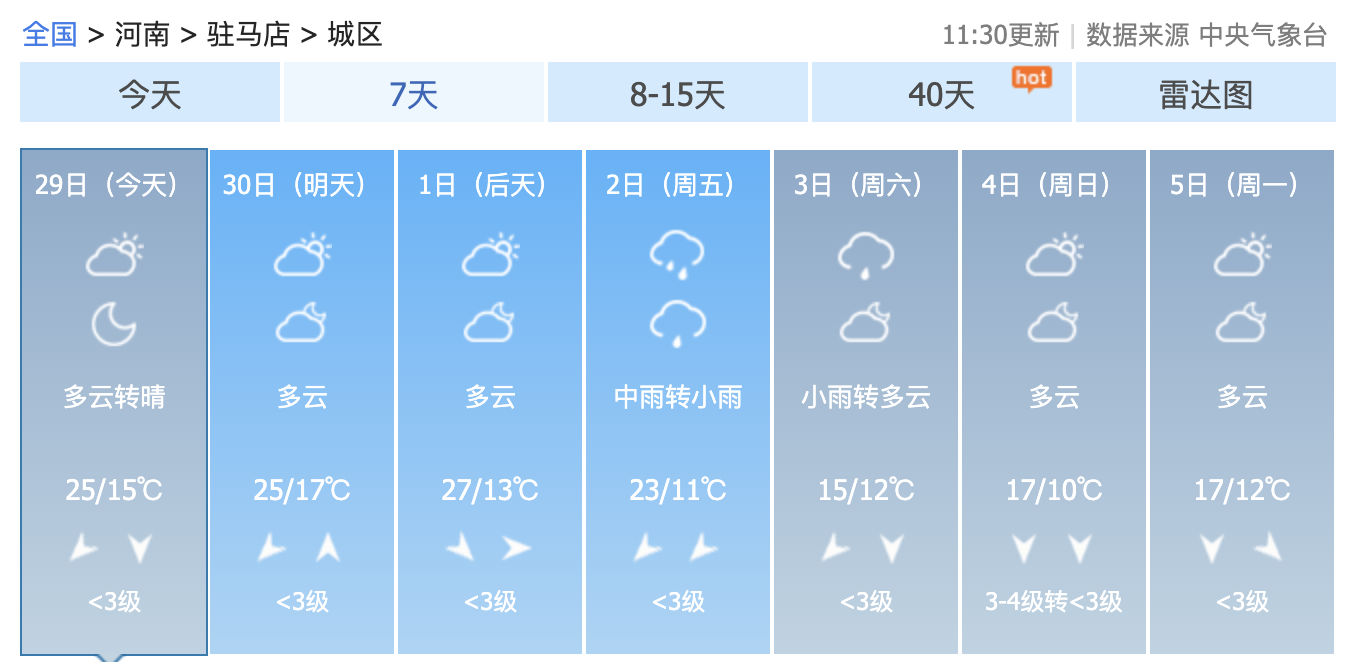 全国 > 河南 > 驻马店 > 城区
11:30更新 | 数据来源 中央气象台
今天
7天
8-15天
40天
hot
雷达图
29日（今天）
多云转晴
25/15℃
<3级
30日（明天）
多云
25/17℃
<3级
1日（后天）
多云
27/13℃
<3级
2日（周五）
中雨转小雨
23/11℃
<3级
3日（周六）
小雨转多云
15/12℃
<3级
4日（周日）
多云
17/10℃
3-4级转<3级
5日（周一）
多云
17/12℃
<3级